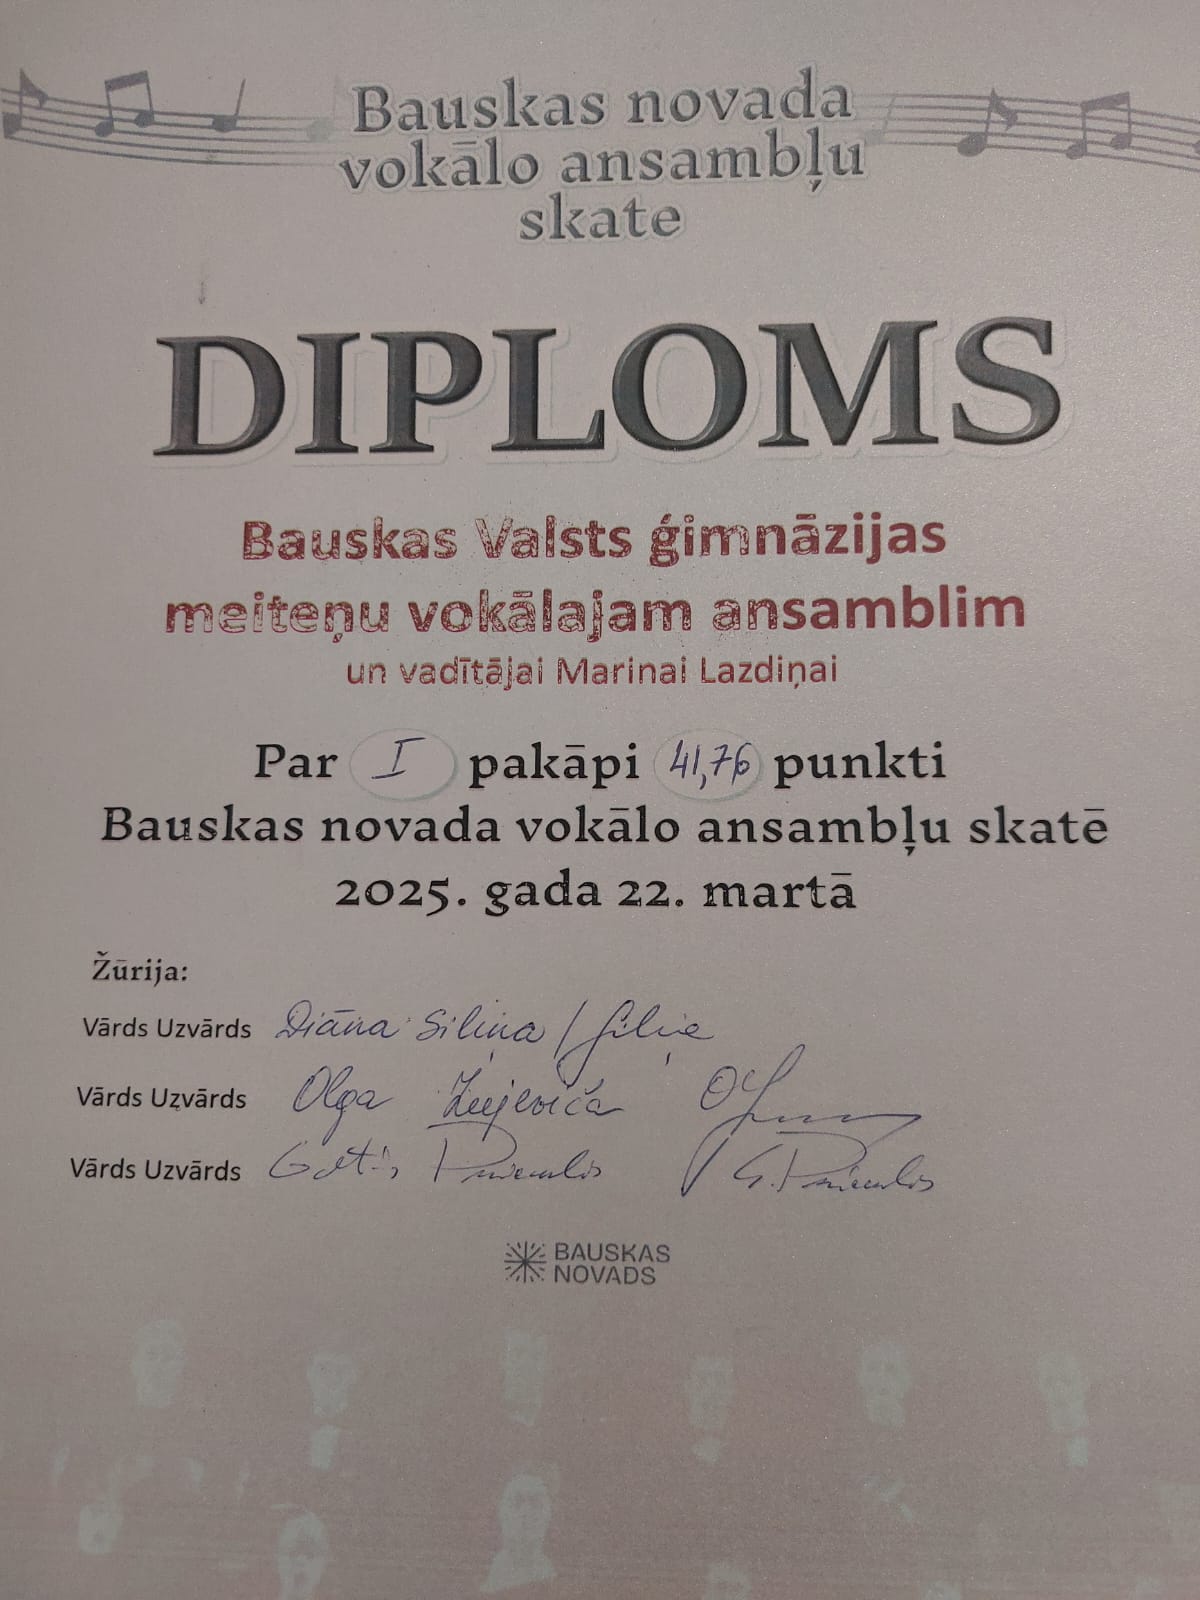 Bauskas novada
vokālo ansambļu
skate
DIPLOMS
Bauskas Valsts ģimnāzijas
meiteņu vokālajam ansamblim
un vadītājai Marinai Lazdiņai
Par I pakāpi 41,76 punkti
Bauskas novada vokālo ansambļu skatē
2025. gada 22. martā
Žūrija:
Vārds Uzvārds Diāna Siliņa /
Vārds Uzvārds Olga
Vārds Uzvārds
BAUSKAS
NOVADS